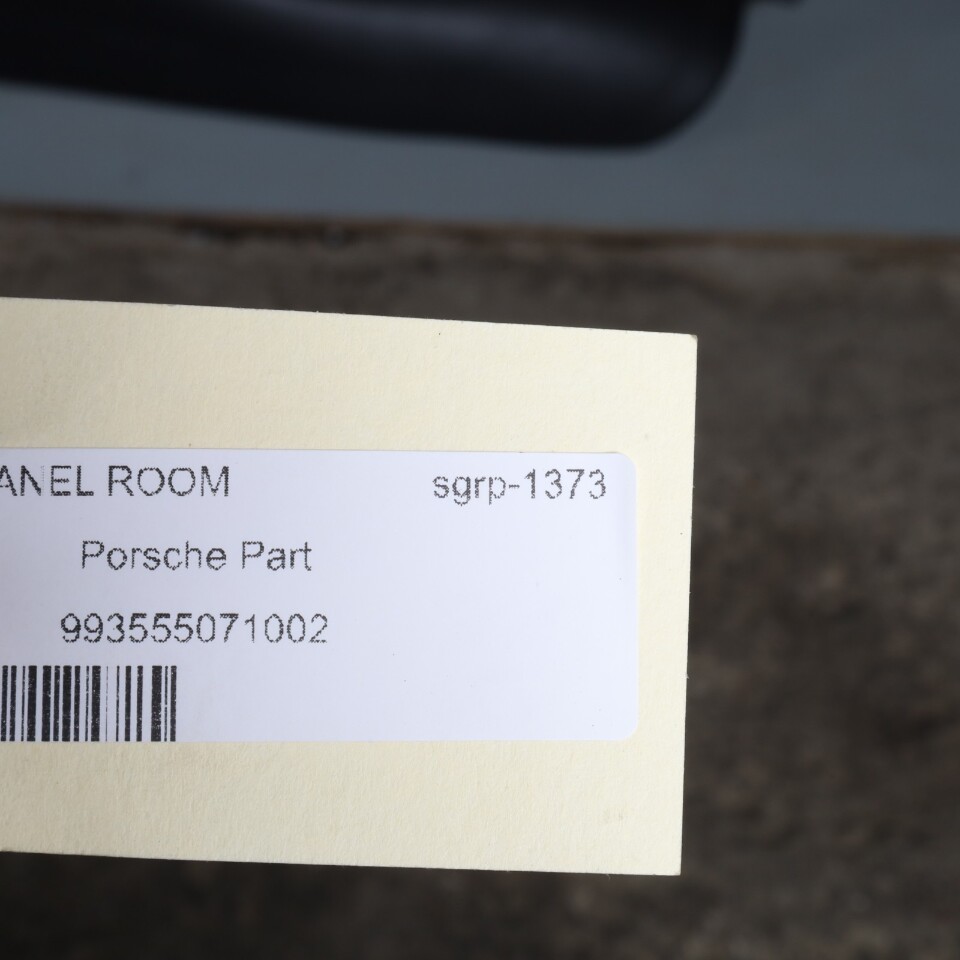 ANEL ROOM sgrp-1373
Porsche Part
993555071002